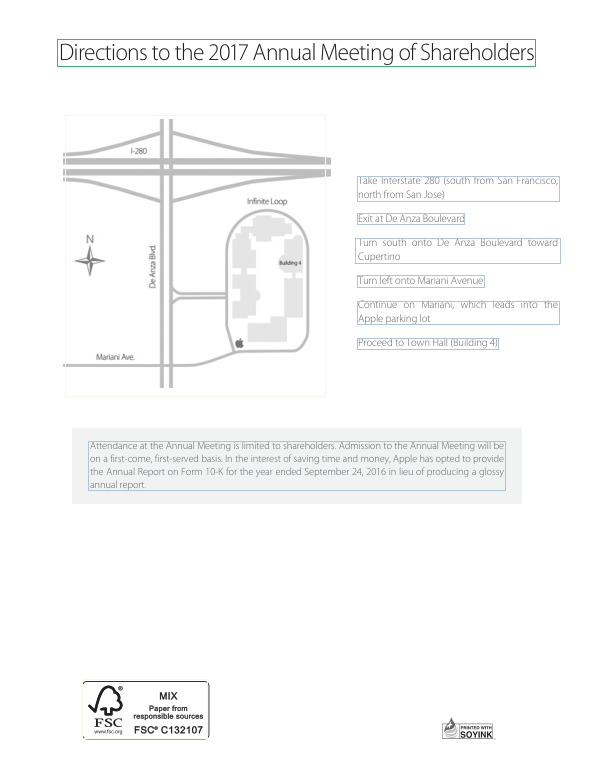 Directions to the 2017 Annual Meeting of Shareholders
I-280
Infinite Loop
N
De Anza Blvd.
Building 4
Mariani Ave.
Take Interstate 280 (south from San Francisco,
north from San Jose)
Exit at De Anza Boulevard
Turn south onto De Anza Boulevard toward
Cupertino
Turn left onto Mariani Avenue
Continue on Mariani, which leads into the
Apple parking lot
Proceed to Town Hall (Building 4)
Attendance at the Annual Meeting is limited to shareholders. Admission to the Annual Meeting will be
on a first-come, first-served basis. In the interest of saving time and money, Apple has opted to provide
the Annual Report on Form 10-K for the year ended September 24, 2016 in lieu of producing a glossy
annual report.
FSC
www.fsc.org
MIX
Paper from
responsible sources
FSC® C132107
PRINTED WITH
SOYINK